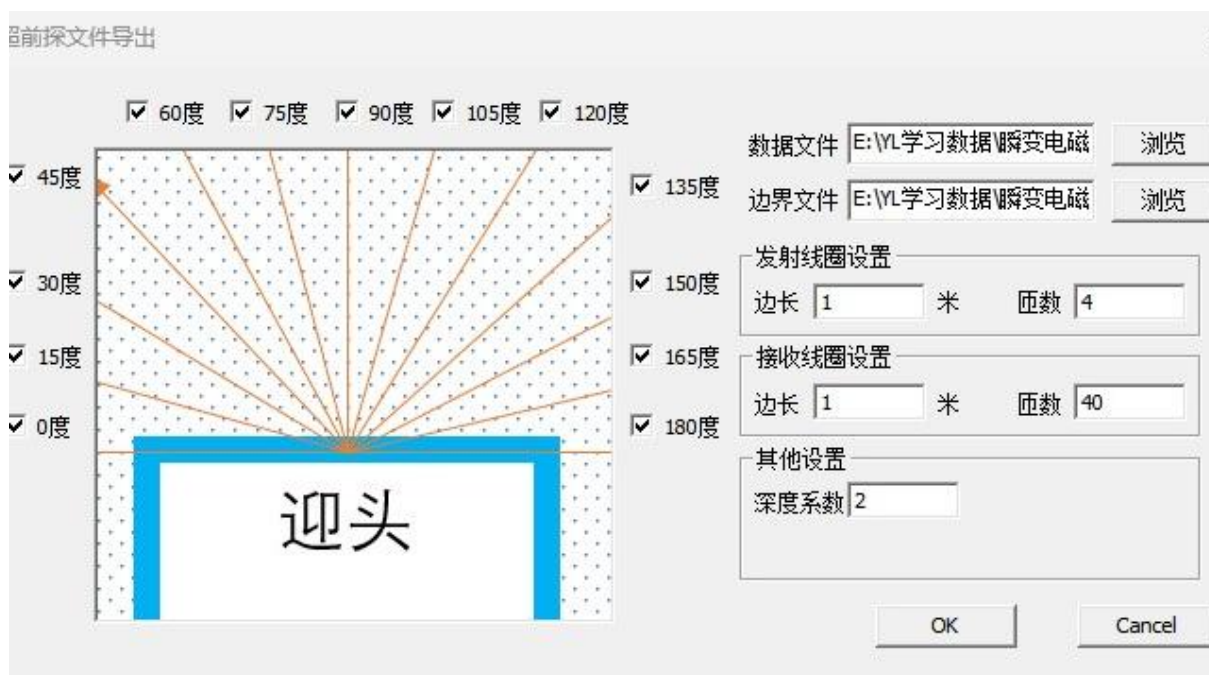 超前探文件导出
60度 75度 90度 105度 120度
45度 135度
30度 150度
15度 165度
0度 180度
迎头
数据文件 E:\YL学习数据\瞬变电磁 浏览
边界文件 E:\YL学习数据\瞬变电磁 浏览
发射线圈设置
边长 1 米 匝数 4
接收线圈设置
边长 1 米 匝数 40
其他设置
深度系数 2
OK Cancel